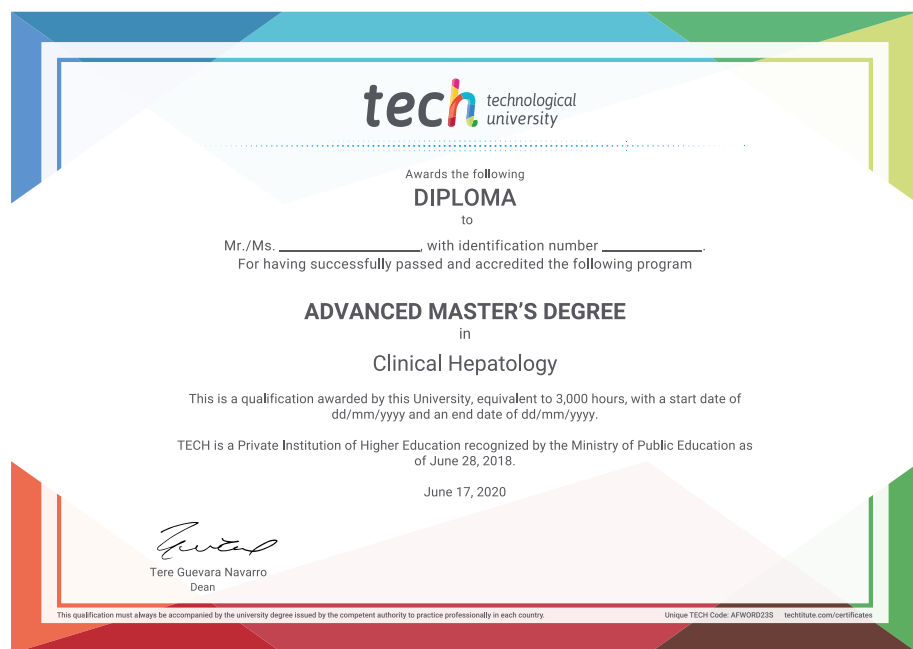 tech technological
university
Awards the following
DIPLOMA
to
Mr./Ms. ____________________, with identification number ______________.
For having successfully passed and accredited the following program
ADVANCED MASTER'S DEGREE
in
Clinical Hepatology
This is a qualification awarded by this University, equivalent to 3,000 hours, with a start date of
dd/mm/yyyy and an end date of dd/mm/yyyy.
TECH is a Private Institution of Higher Education recognized by the Ministry of Public Education as
of June 28, 2018.
June 17, 2020
Tere Guevara Navarro
Dean
This qualification must always be accompanied by the university degree issued by the competent authority to practice professionally in each country.
Unique TECH Code: AFWORD23S techtitute.com/certificates